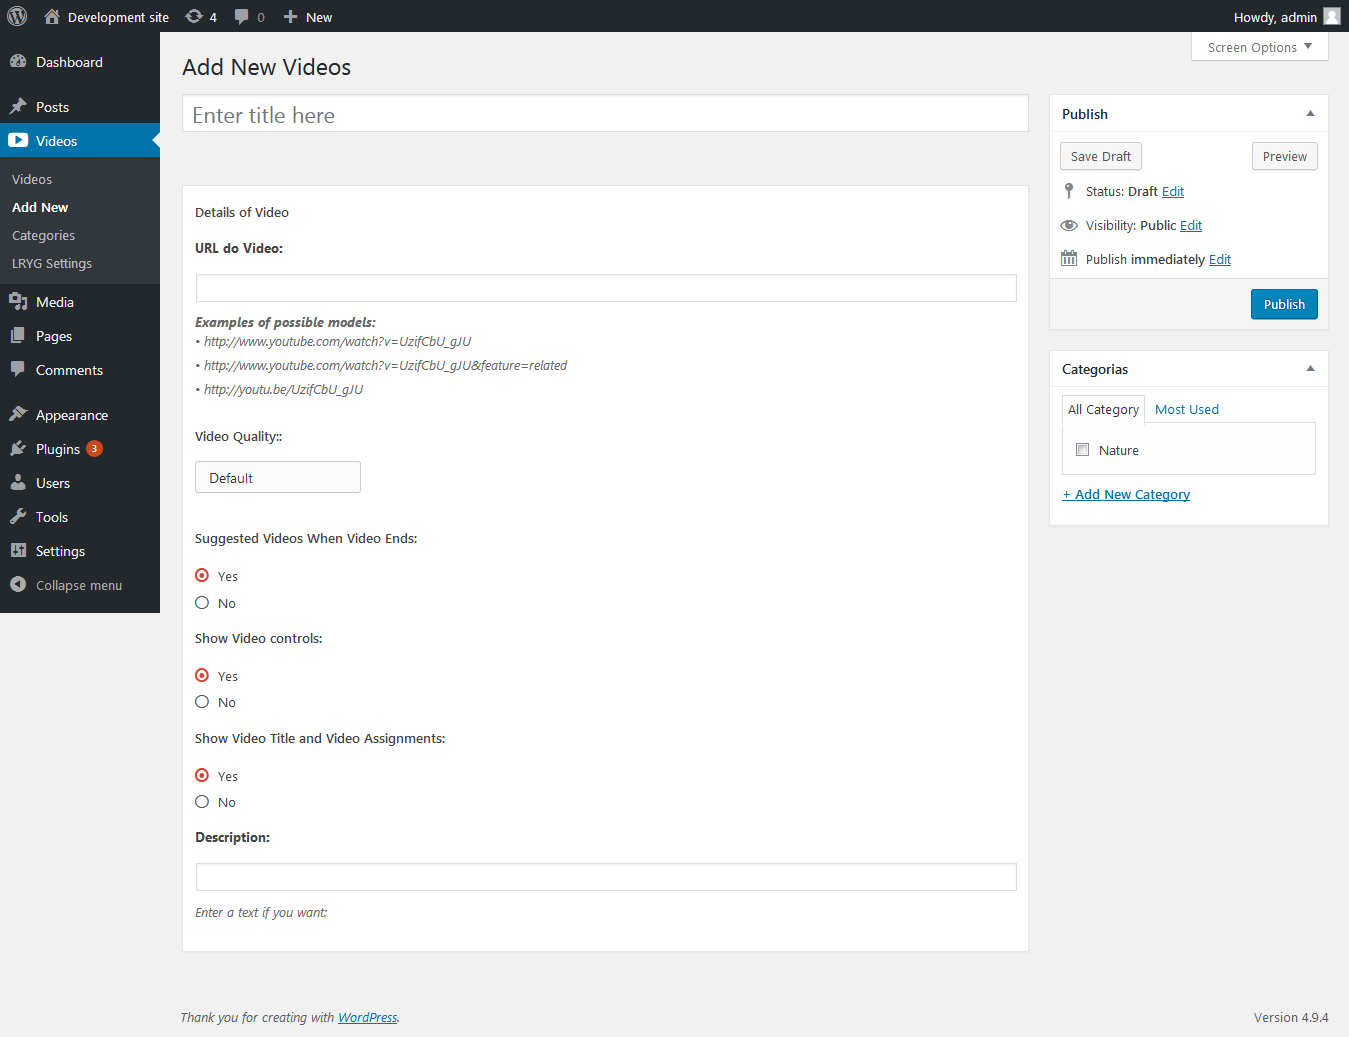 Development site 4 0 New Howdy, admin
Screen Options
Dashboard
Posts
Videos
Videos
Add New
Categories
LRYG Settings
Media
Pages
Comments
Appearance
Plugins 3
Users
Tools
Settings
Collapse menu
Add New Videos
Enter title here
Details of Video
URL do Video:
Examples of possible models:
• http://www.youtube.com/watch?v=UzifCbU_gJU
• http://www.youtube.com/watch?v=UzifCbU_gJU&feature=related
• http://youtu.be/UzifCbU_gJU
Video Quality::
Default
Suggested Videos When Video Ends:
Yes
No
Show Video controls:
Yes
No
Show Video Title and Video Assignments:
Yes
No
Description:
Enter a text if you want:
Publish
Save Draft Preview
Status: Draft Edit
Visibility: Public Edit
Publish immediately Edit
Publish
Categorias
All Category Most Used
Nature
+ Add New Category
Thank you for creating with WordPress.
Version 4.9.4